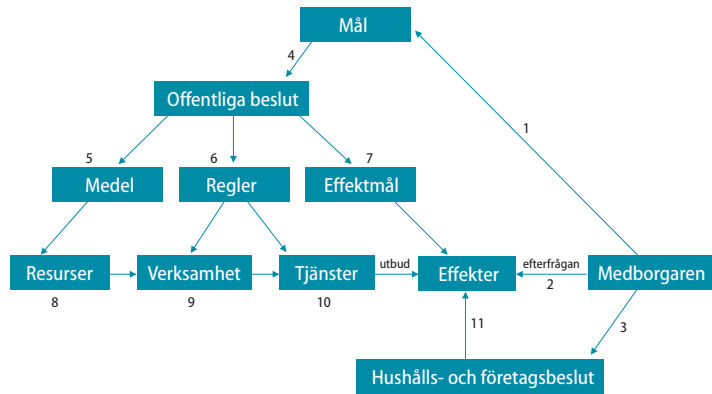 Mål
4
Offentliga beslut
1
5
6
7
Medel
Regler
Effektmål
Resurser
Verksamhet
Tjänster
utbud
Effekter
efterfrågan
2
Medborgaren
8
9
10
11
3
Hushålls- och företagsbeslut